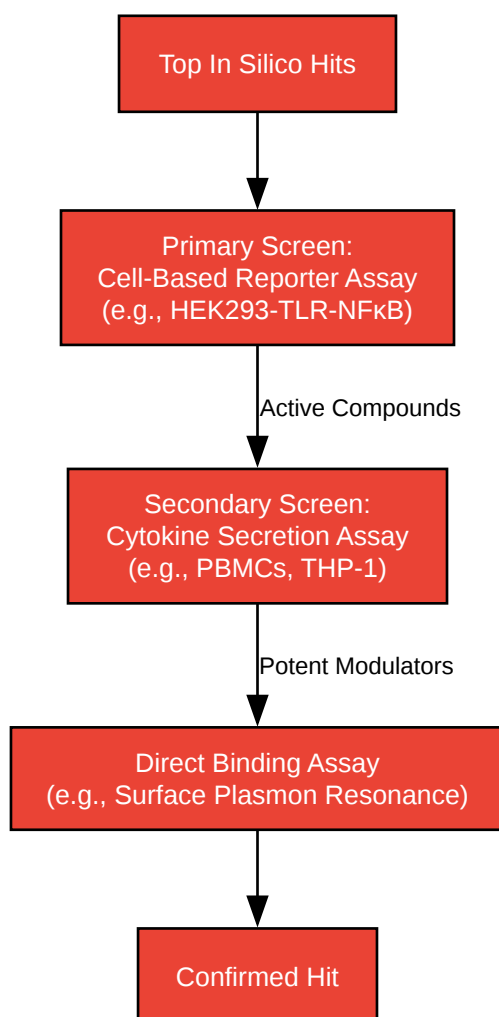 Top In Silico Hits
Primary Screen:
Cell-Based Reporter Assay
(e.g., HEK293-TLR-NFκB)
Active Compounds
Secondary Screen:
Cytokine Secretion Assay
(e.g., PBMCs, THP-1)
Potent Modulators
Direct Binding Assay
(e.g., Surface Plasmon Resonance)
Confirmed Hit